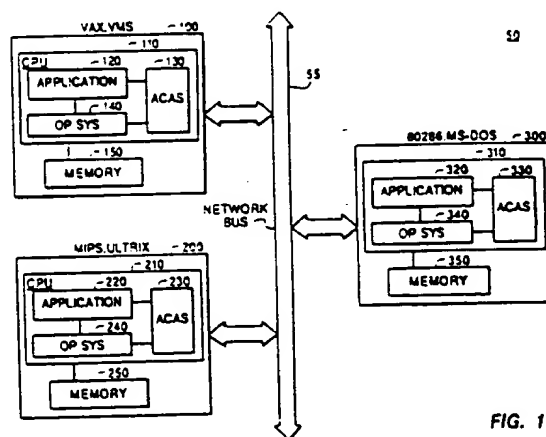 VAX.VMS 100
110
CPU 120 130
APPLICATION
ACAS
140
OP SYS
150
MEMORY
MIPS.ULTRIX 200
210
CPU 220 230
APPLICATION
ACAS
240
OP SYS
250
MEMORY
NETWORK
BUS
55
50
80286.MS-DOS 300
310
320 330
APPLICATION
ACAS
340
OP SYS
350
MEMORY
FIG. 1